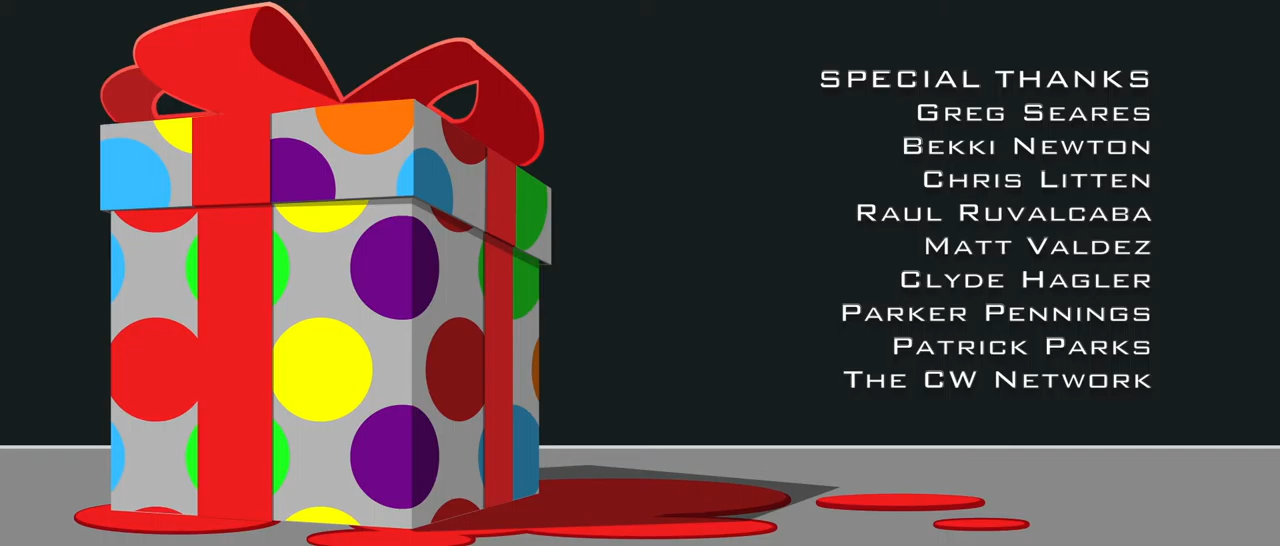 SPECIAL THANKS
GREG SEARES
BEKKI NEWTON
CHRIS LITTEN
RAUL RUVALCABA
MATT VALDEZ
CLYDE HAGLER
PARKER PENNINGS
PATRICK PARKS
THE CW NETWORK